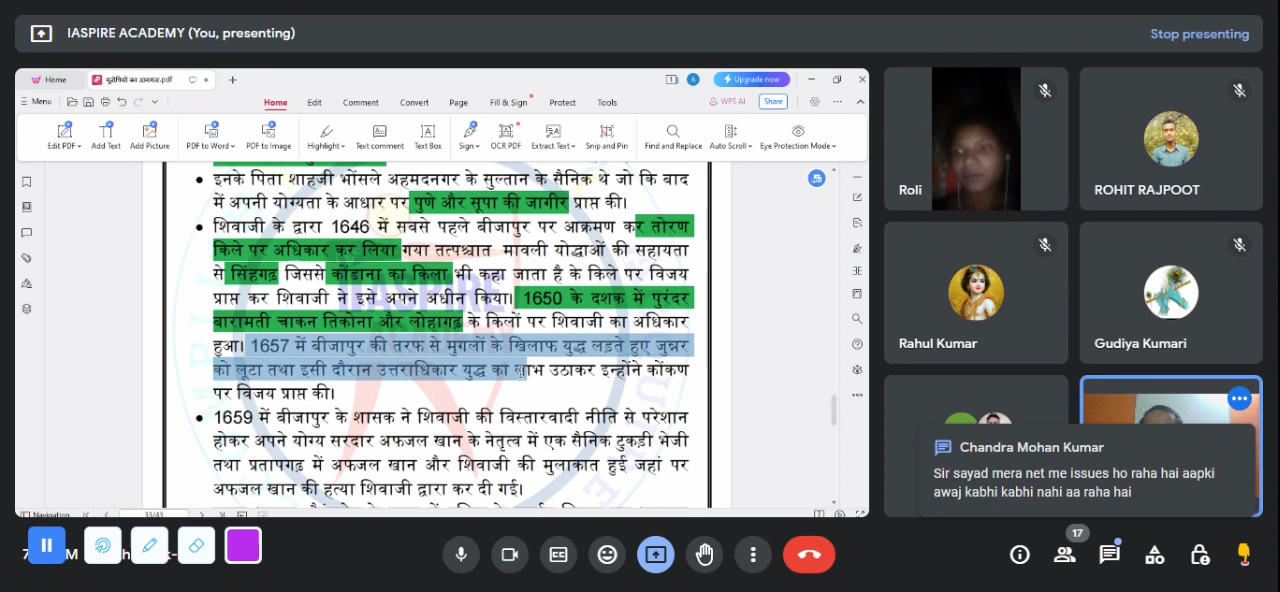 IASPIRE ACADEMY (You, presenting)
Stop presenting
Home
यूरोपियो का आगमन.pdf
Upgrade now
Menu
Home
Edit
Comment
Convert
Page
Fill & Sign
Protect
Tools
WPS AI
Share
Edit PDF
Add Text
Add Picture
PDF to Word
PDF to Image
Highlight
Text comment
Text Box
Sign
OCR PDF
Extract Text
Snip and Pin
Find and Replace
Auto Scroll
Eye Protection Mode
इनके पिता शाहजी भोंसले अहमदनगर के सुल्तान के सैनिक थे जो कि बाद
में अपनी योग्यता के आधार पर पुणे और सूपा की जागीर प्राप्त की।
शिवाजी के द्वारा 1646 में सबसे पहले बीजापुर पर आक्रमण कर तोरण
किले पर अधिकार कर लिया गया तत्पश्चात मावली योद्धाओं की सहायता
से सिंहगढ़ जिससे कोंडाना का किला भी कहा जाता है के किले पर विजय
प्राप्त कर शिवाजी ने इसे अपने अधीन किया। 1650 के दशक में पुरंदर
बारामती चाकन तिकोना और लोहागढ़ के किलों पर शिवाजी का अधिकार
हुआ। 1657 में बीजापुर की तरफ से मुगलों के खिलाफ युद्ध लड़ते हुए जुन्नर
को लूटा तथा इसी दौरान उत्तराधिकार युद्ध का लाभ उठाकर इन्होंने कोंकण
पर विजय प्राप्त की।
1659 में बीजापुर के शासक ने शिवाजी की विस्तारवादी नीति से परेशान
होकर अपने योग्य सरदार अफजल खान के नेतृत्व में एक सैनिक टुकड़ी भेजी
तथा प्रतापगढ़ में अफजल खान और शिवाजी की मुलाकात हुई जहां पर
अफजल खान की हत्या शिवाजी द्वारा कर दी गई।
Navigation
33/43
Roli
ROHIT RAJPOOT
Rahul Kumar
Gudiya Kumari
Chandra Mohan Kumar
Sir sayad mera net me issues ho raha hai aapki
awaj kabhi kabhi nahi aa raha hai
17